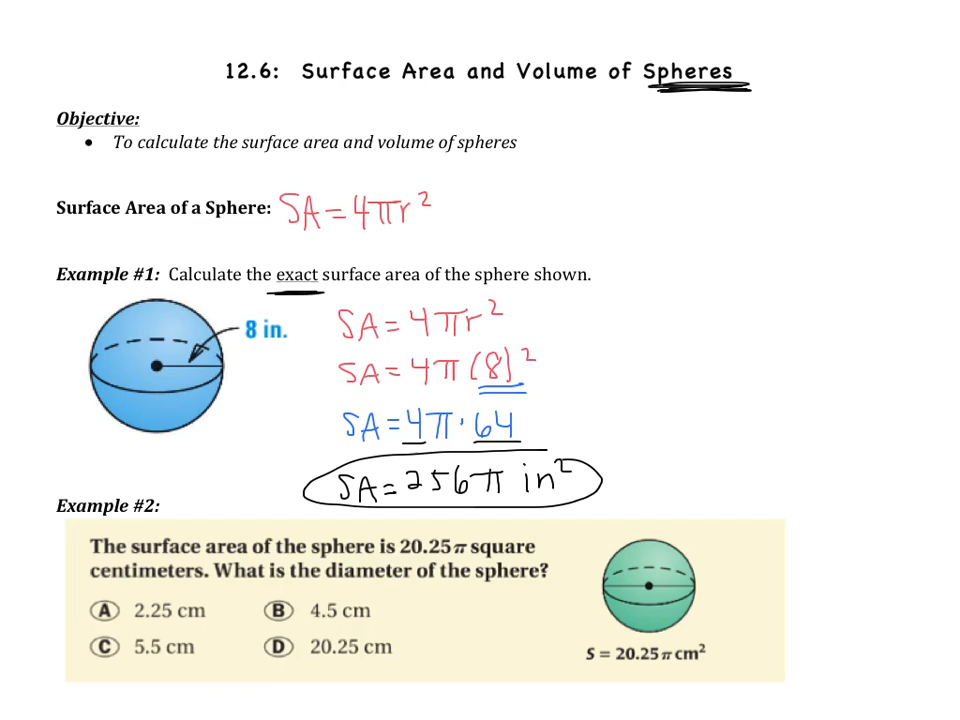 12.6: Surface Area and Volume of Spheres
Objective:
• To calculate the surface area and volume of spheres
Surface Area of a Sphere: SA = 4πr²
Example #1: Calculate the exact surface area of the sphere shown.
8 in.
SA = 4πr²
SA = 4π(8)²
SA = 4π · 64
SA = 256π in²
Example #2:
The surface area of the sphere is 20.25π square
centimeters. What is the diameter of the sphere?
A 2.25 cm B 4.5 cm
C 5.5 cm D 20.25 cm
S = 20.25π cm²